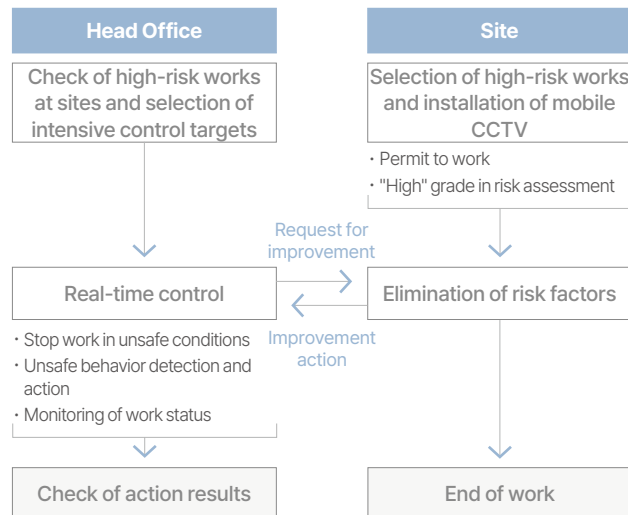 Head Office
Site
Check of high-risk works
at sites and selection of
intensive control targets
Selection of high-risk works
and installation of mobile
CCTV
· Permit to work
· "High" grade in risk assessment
Request for
improvement
Real-time control
Elimination of risk factors
Improvement
action
· Stop work in unsafe conditions
· Unsafe behavior detection and
action
· Monitoring of work status
Check of action results
End of work